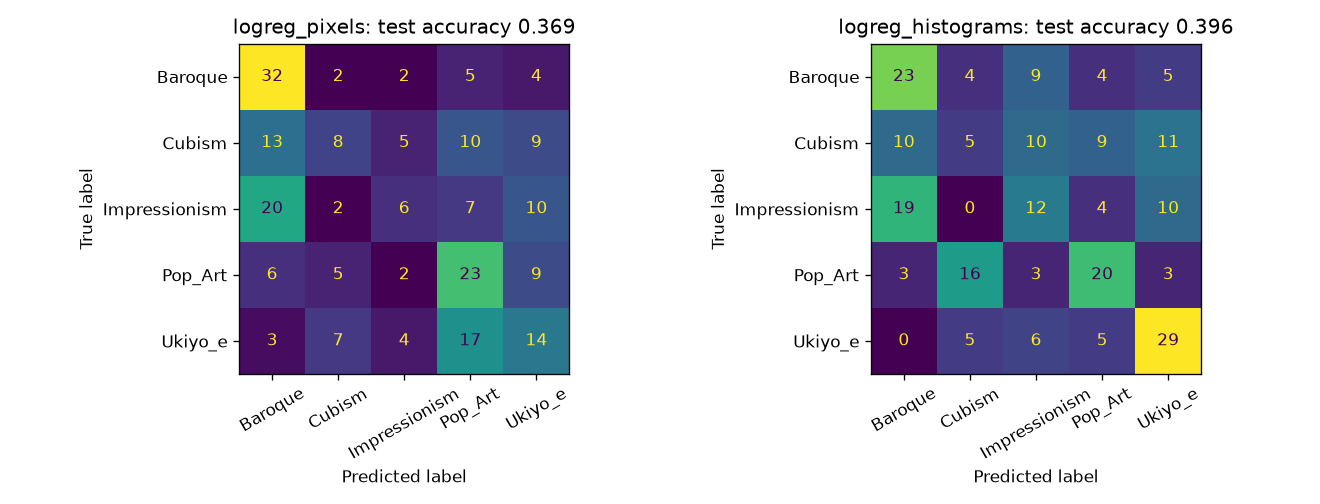 logreg_pixels: test accuracy 0.369
True label
Baroque 32 2 2 5 4
Cubism 13 8 5 10 9
Impressionism 20 2 6 7 10
Pop_Art 6 5 2 23 9
Ukiyo_e 3 7 4 17 14
Baroque Cubism Impressionism Pop_Art Ukiyo_e
Predicted label
logreg_histograms: test accuracy 0.396
True label
Baroque 23 4 9 4 5
Cubism 10 5 10 9 11
Impressionism 19 0 12 4 10
Pop_Art 3 16 3 20 3
Ukiyo_e 0 5 6 5 29
Baroque Cubism Impressionism Pop_Art Ukiyo_e
Predicted label